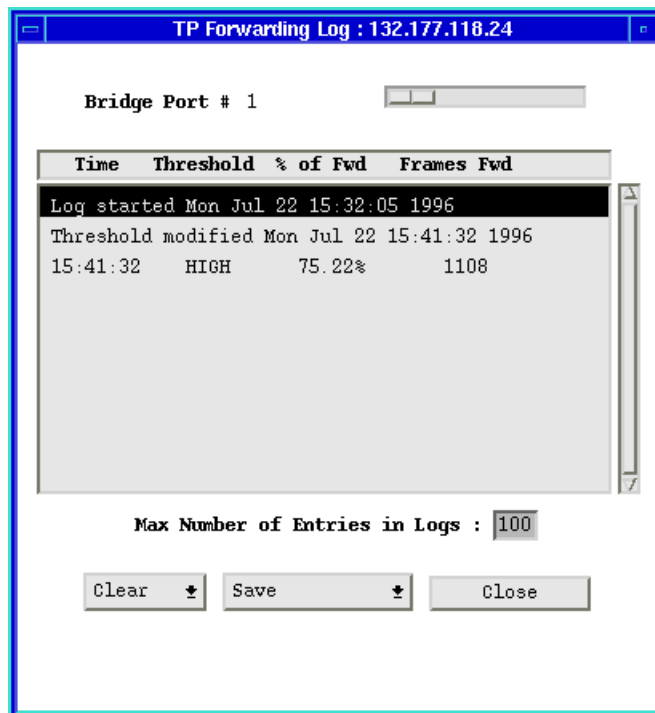 TP Forwarding Log : 132.177.118.24
Bridge Port # 1
Time Threshold % of Fwd Frames Fwd
Log started Mon Jul 22 15:32:05 1996
Threshold modified Mon Jul 22 15:41:32 1996
15:41:32 HIGH 75.22% 1108
Max Number of Entries in Logs : 100
Clear Save Close